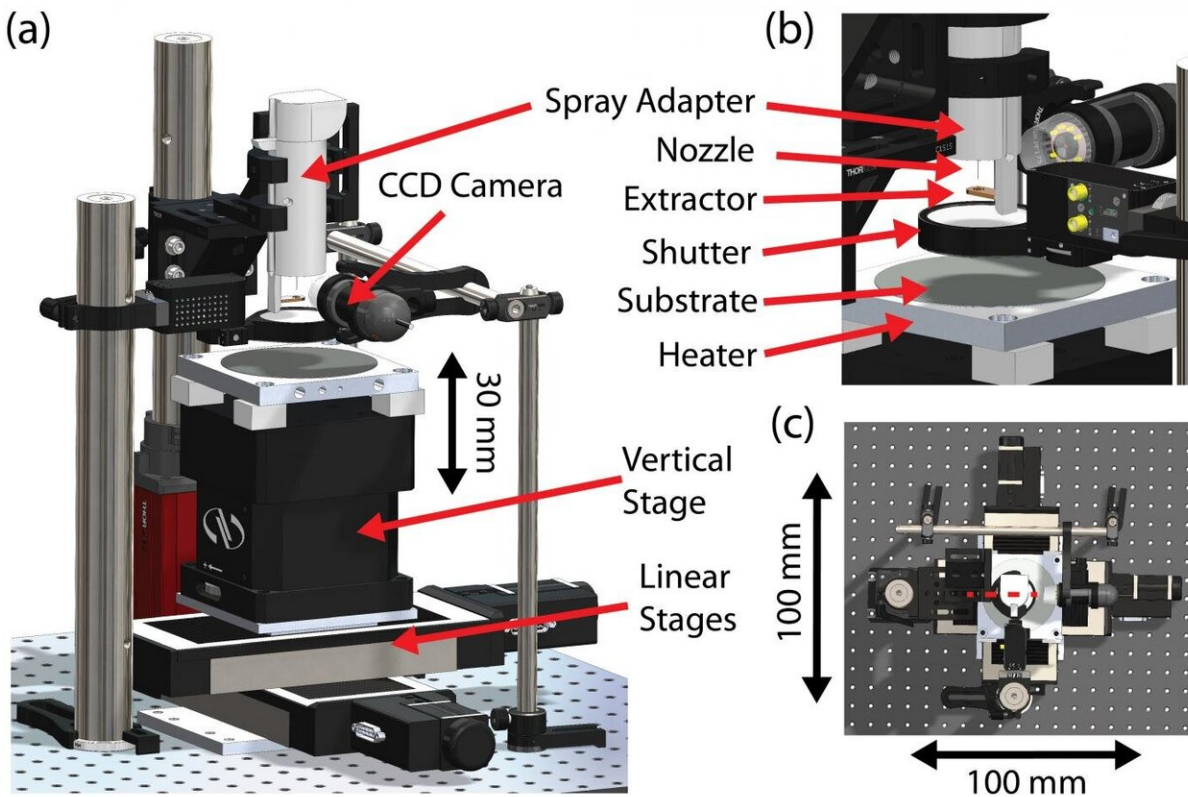 (a)
(b)
Spray Adapter
Nozzle
CCD Camera
Extractor
Shutter
Substrate
Heater
30 mm
Vertical
Stage
Linear
Stages
(c)
100 mm
100 mm